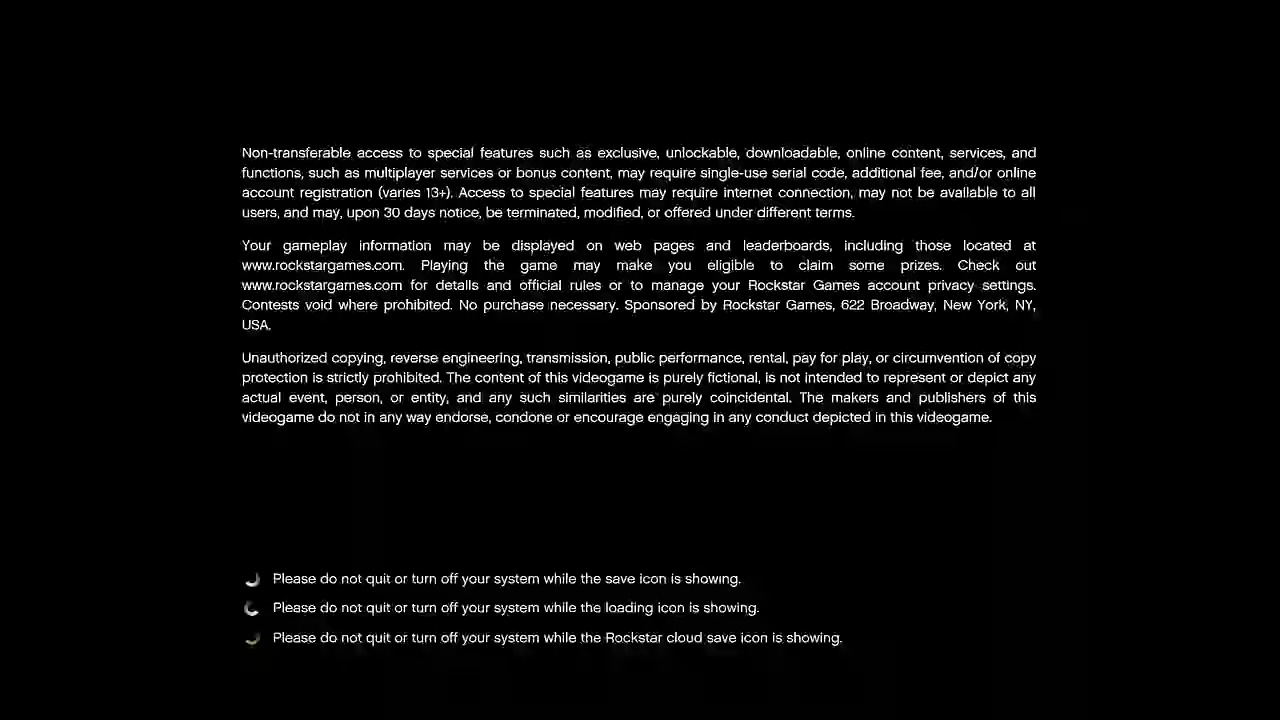 Non-transferable access to special features such as exclusive, unlockable, downloadable, online content, services, and
functions, such as multiplayer services or bonus content, may require single-use serial code, additional fee, and/or online
account registration (varies 13+). Access to special features may require internet connection, may not be available to all
users, and may, upon 30 days notice, be terminated, modified, or offered under different terms.
Your gameplay information may be displayed on web pages and leaderboards, including those located at
www.rockstargames.com. Playing the game may make you eligible to claim some prizes. Check out
www.rockstargames.com for details and official rules or to manage your Rockstar Games account privacy settings.
Contests void where prohibited. No purchase necessary. Sponsored by Rockstar Games, 622 Broadway, New York, NY,
USA.
Unauthorized copying, reverse engineering, transmission, public performance, rental, pay for play, or circumvention of copy
protection is strictly prohibited. The content of this videogame is purely fictional, is not intended to represent or depict any
actual event, person, or entity, and any such similarities are purely coincidental. The makers and publishers of this
videogame do not in any way endorse, condone or encourage engaging in any conduct depicted in this videogame.
Please do not quit or turn off your system while the save icon is showing.
Please do not quit or turn off your system while the loading icon is showing.
Please do not quit or turn off your system while the Rockstar cloud save icon is showing.